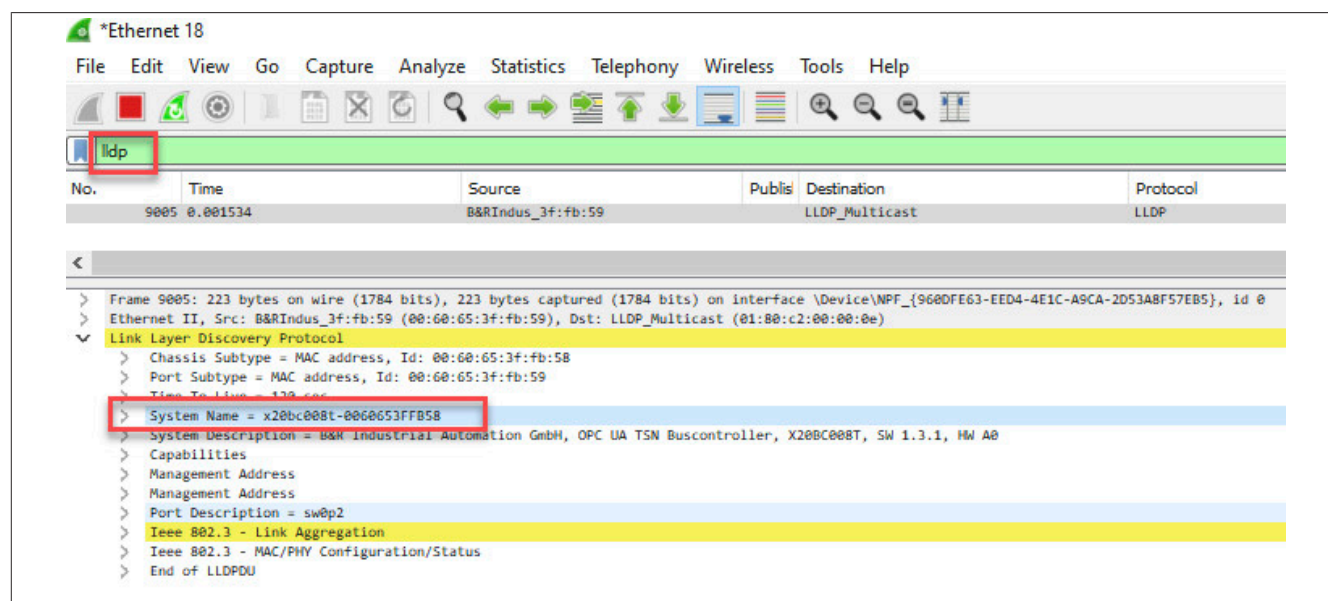 *Ethernet 18
File Edit View Go Capture Analyze Statistics Telephony Wireless Tools Help
lldp
No. Time Source Publis Destination Protocol
9005 0.001534 B&RIndus_3f:fb:59 LLDP_Multicast LLDP
Frame 9005: 223 bytes on wire (1784 bits), 223 bytes captured (1784 bits) on interface \Device\NPF_{960DFE63-EED4-4E1C-A9CA-2D53A8F57EB5}, id 0
Ethernet II, Src: B&RIndus_3f:fb:59 (00:60:65:3f:fb:59), Dst: LLDP_Multicast (01:80:c2:00:00:0e)
Link Layer Discovery Protocol
Chassis Subtype = MAC address, Id: 00:60:65:3f:fb:58
Port Subtype = MAC address, Id: 00:60:65:3f:fb:59
Time To Live = 120 sec
System Name = x20bc008t-0060653FFB58
System Description = B&R Industrial Automation GmbH, OPC UA TSN Buscontroller, X20BC008T, SW 1.3.1, HW A0
Capabilities
Management Address
Management Address
Port Description = sw0p2
Ieee 802.3 - Link Aggregation
Ieee 802.3 - MAC/PHY Configuration/Status
End of LLDPDU